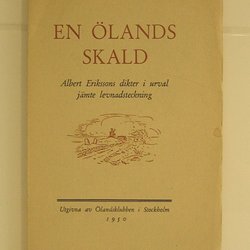 EN ÖLANDS
SKALD
Albert Erikssons dikter i urval
jämte levnadsteckning
Utgivna av Ölandsklubben i Stockholm
1950